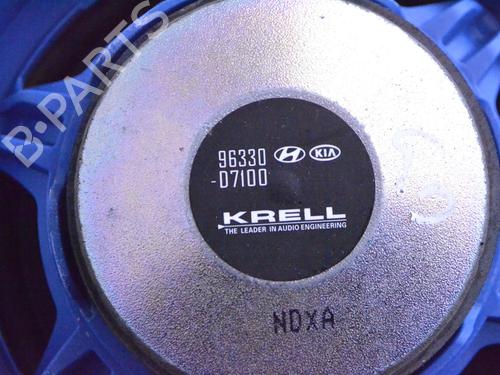 B-PARTS
96330
-D7100
KIA
KRELL
THE LEADER IN AUDIO ENGINEERING
NDXA